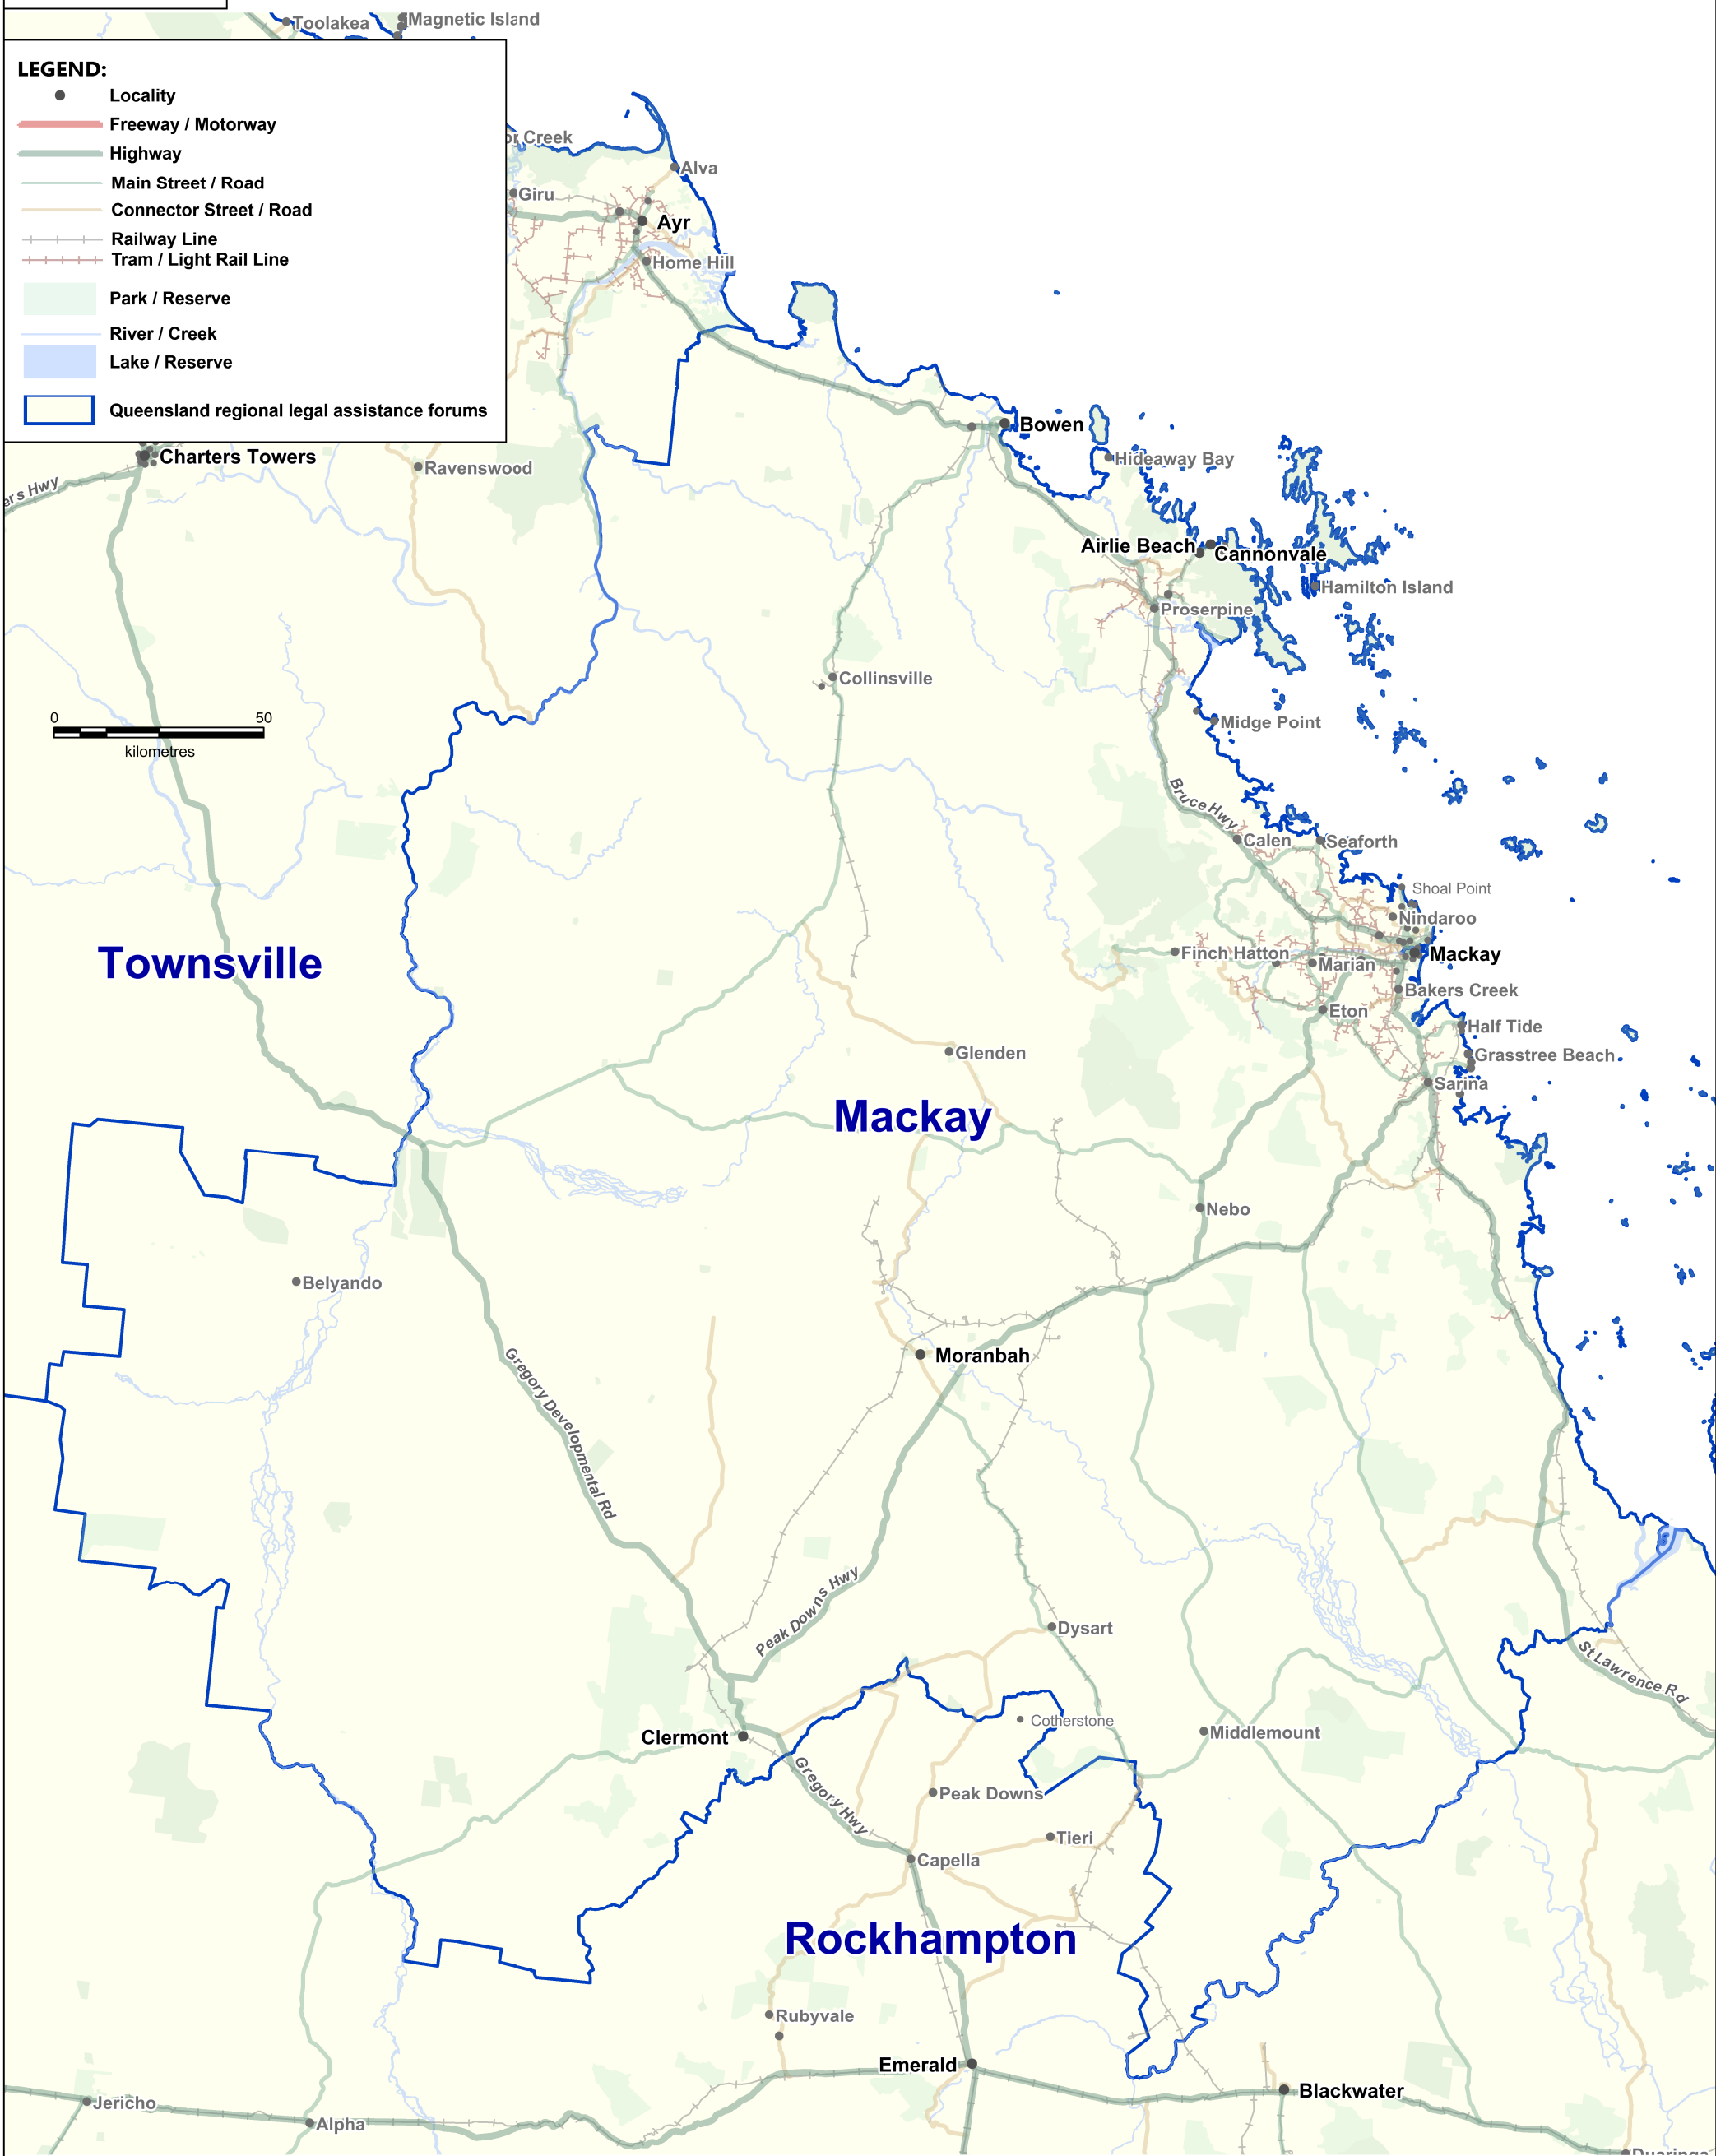 Toolakea
Magnetic Island
LEGEND:
Locality
Freeway / Motorway
Highway
Main Street / Road
Connector Street / Road
Railway Line
Tram / Light Rail Line
Park / Reserve
River / Creek
Lake / Reserve
Queensland regional legal assistance forums
or Creek
Alva
Giru
Ayr
Home Hill
Bowen
Charters Towers
Ravenswood
Hideaway Bay
ers Hwy
Airlie Beach
Cannonvale
Hamilton Island
Proserpine
Collinsville
0 50
kilometres
Midge Point
Bruce Hwy
Calen
Seaforth
Shoal Point
Nindaroo
Townsville
Finch Hatton
Marian
Mackay
Bakers Creek
Eton
Half Tide
Glenden
Grasstree Beach
Sarina
Mackay
Nebo
Belyando
Moranbah
Gregory Developmental Rd
Peak Downs Hwy
Dysart
St Lawrence Rd
Cotherstone
Clermont
Middlemount
Gregory Hwy
Peak Downs
Tieri
Capella
Rockhampton
Rubyvale
Emerald
Blackwater
Jericho
Alpha
Duaringa